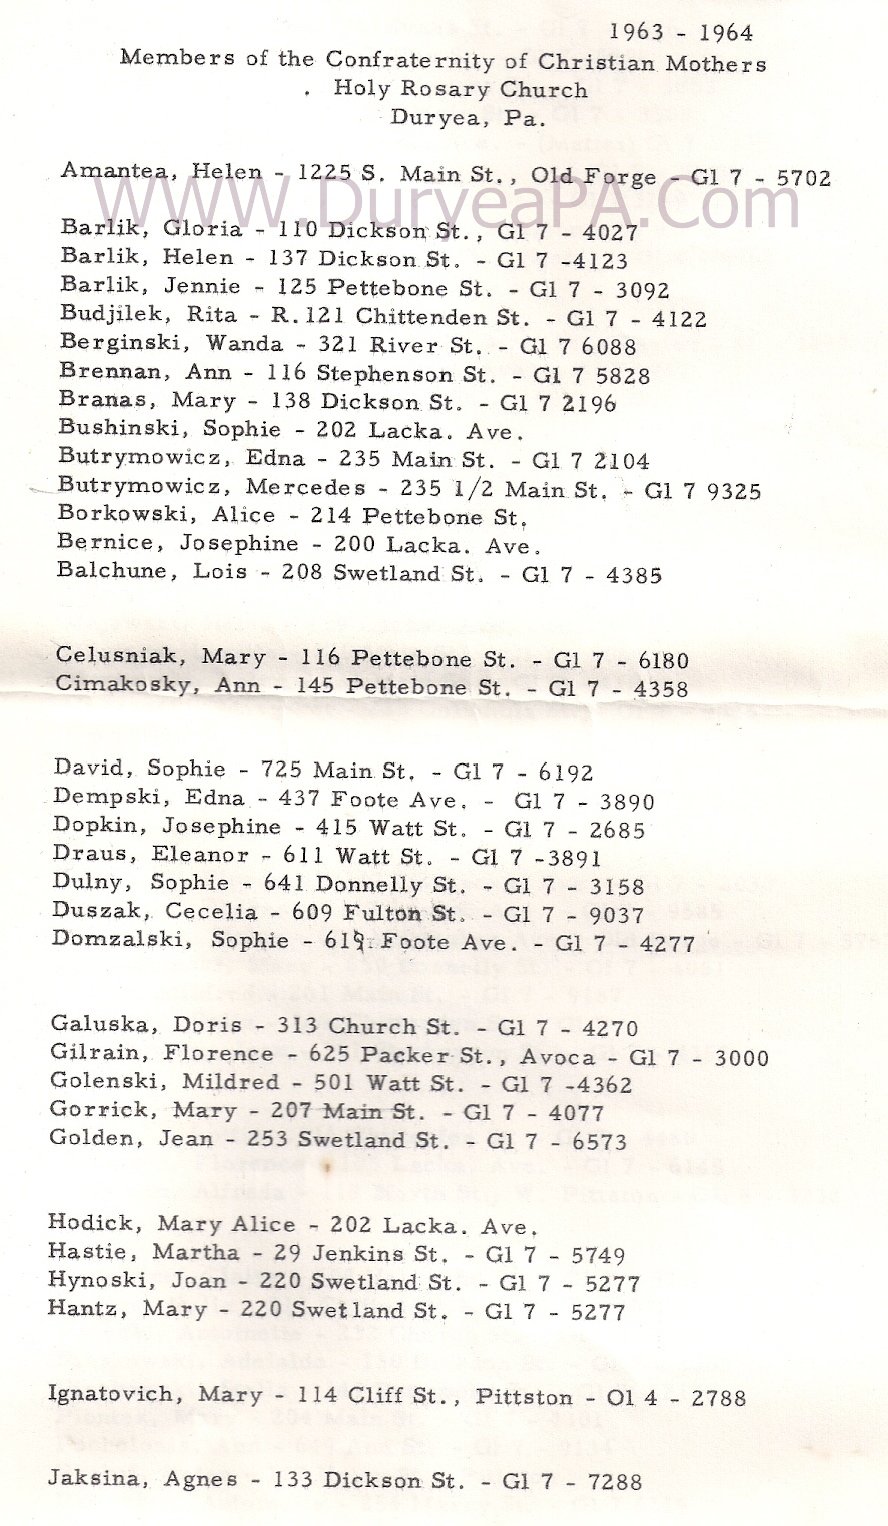 1963 - 1964
Members of the Confraternity of Christian Mothers
. Holy Rosary Church
Duryea, Pa.
Amantea, Helen - 1225 S. Main St., Old Forge - Gl 7 - 5702
WWW.DuryeaPA.Com
Barlik, Gloria - 110 Dickson St., Gl 7 - 4027
Barlik, Helen - 137 Dickson St. - Gl 7 -4123
Barlik, Jennie - 125 Pettebone St. - Gl 7 - 3092
Budjilek, Rita - R. 121 Chittenden St. - Gl 7 - 4122
Berginski, Wanda - 321 River St. - Gl 7 6088
Brennan, Ann - 116 Stephenson St. - Gl 7 5828
Branas, Mary - 138 Dickson St. - Gl 7 2196
Bushinski, Sophie - 202 Lacka. Ave.
Butrymowicz, Edna - 235 Main St. - Gl 7 2104
Butrymowicz, Mercedes - 235 1/2 Main St. - Gl 7 9325
Borkowski, Alice - 214 Pettebone St.
Bernice, Josephine - 200 Lacka. Ave.
Balchune, Lois - 208 Swetland St. - Gl 7 - 4385
Celusniak, Mary - 116 Pettebone St. - Gl 7 - 6180
Cimakosky, Ann - 145 Pettebone St. - Gl 7 - 4358
David, Sophie - 725 Main St. - Gl 7 - 6192
Dempski, Edna - 437 Foote Ave. - Gl 7 - 3890
Dopkin, Josephine - 415 Watt St. - Gl 7 - 2685
Draus, Eleanor - 611 Watt St. - Gl 7 -3891
Dulny, Sophie - 641 Donnelly St. - Gl 7 - 3158
Duszak, Cecelia - 609 Fulton St. - Gl 7 - 9037
Domzalski, Sophie - Foote Ave. - Gl 7 - 4277
Galuska, Doris - 313 Church St. - Gl 7 - 4270
Gilrain, Florence - 625 Packer St., Avoca - Gl 7 - 3000
Golenski, Mildred - 501 Watt St. - Gl 7 -4362
Gorrick, Mary - 207 Main St. - Gl 7 - 4077
Golden, Jean - 253 Swetland St. - Gl 7 - 6573
Hodick, Mary Alice - 202 Lacka. Ave.
Hastie, Martha - 29 Jenkins St. - Gl 7 - 5749
Hynoski, Joan - 220 Swetland St. - Gl 7 - 5277
Hantz, Mary - 220 Swetland St. - Gl 7 - 5277
Ignatovich, Mary - 114 Cliff St., Pittston - Ol 4 - 2788
Jaksina, Agnes - 133 Dickson St. - Gl 7 - 7288